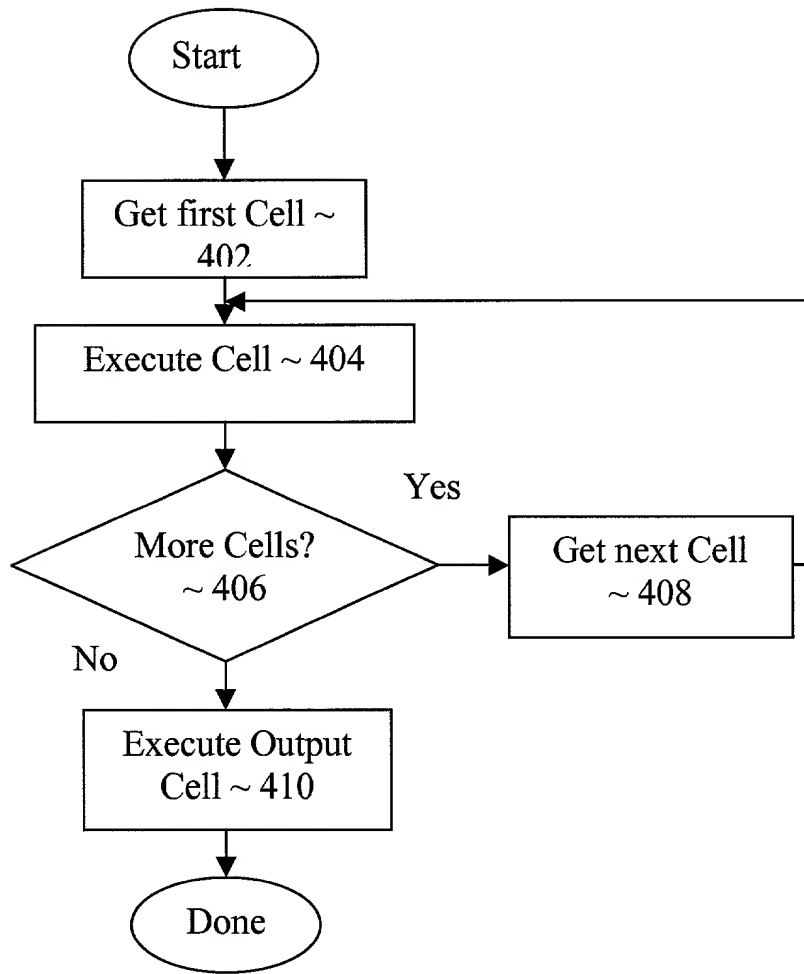 Start
Get first Cell ~
402
Execute Cell ~ 404
Yes
More Cells?
~ 406
Get next Cell
~ 408
No
Execute Output
Cell ~ 410
Done